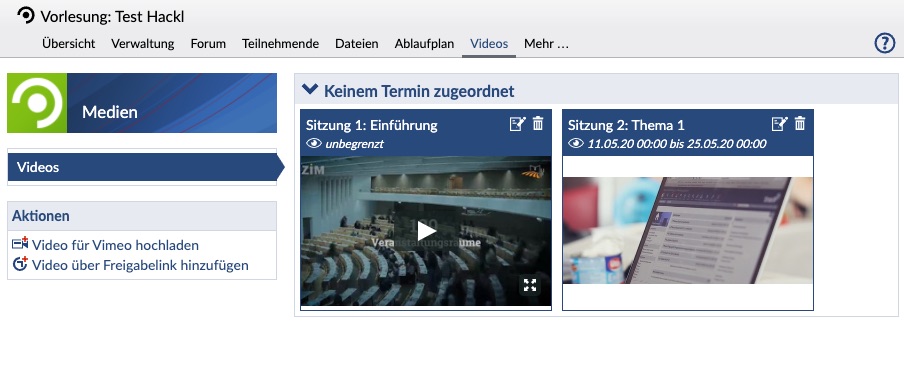 Vorlesung: Test Hackl
Übersicht Verwaltung Forum Teilnehmende Dateien Ablaufplan Videos Mehr ...
?
Medien
Videos
Aktionen
Video für Vimeo hochladen
Video über Freigabelink hinzufügen
Keinem Termin zugeordnet
Sitzung 1: Einführung
unbegrenzt
ZIM
Veranstaltungsräume
Sitzung 2: Thema 1
11.05.20 00:00 bis 25.05.20 00:00